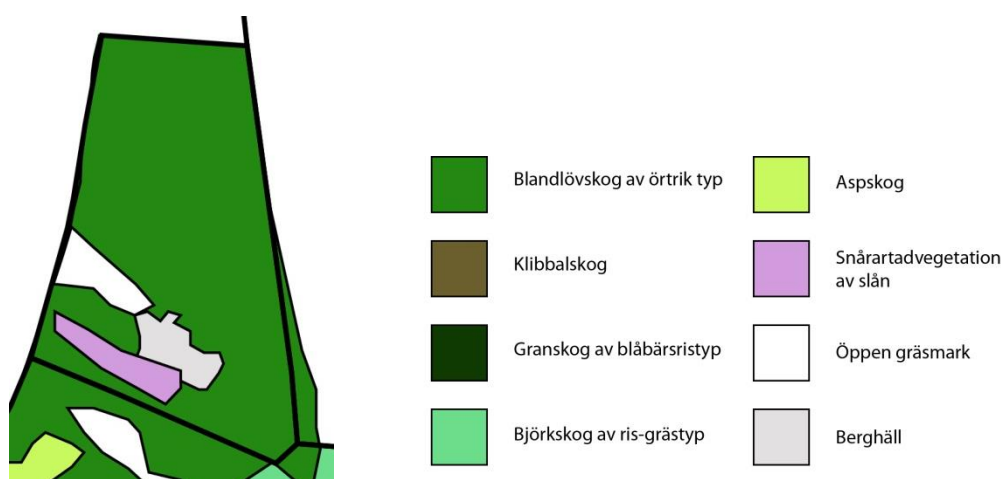 Blandlövskog av örtrik typ
Klibbalskog
Granskog av blåbärsristyp
Björkskog av ris-grästyp
Aspskog
Snårartadvegetation
av slån
Öppen gräsmark
Berghäll